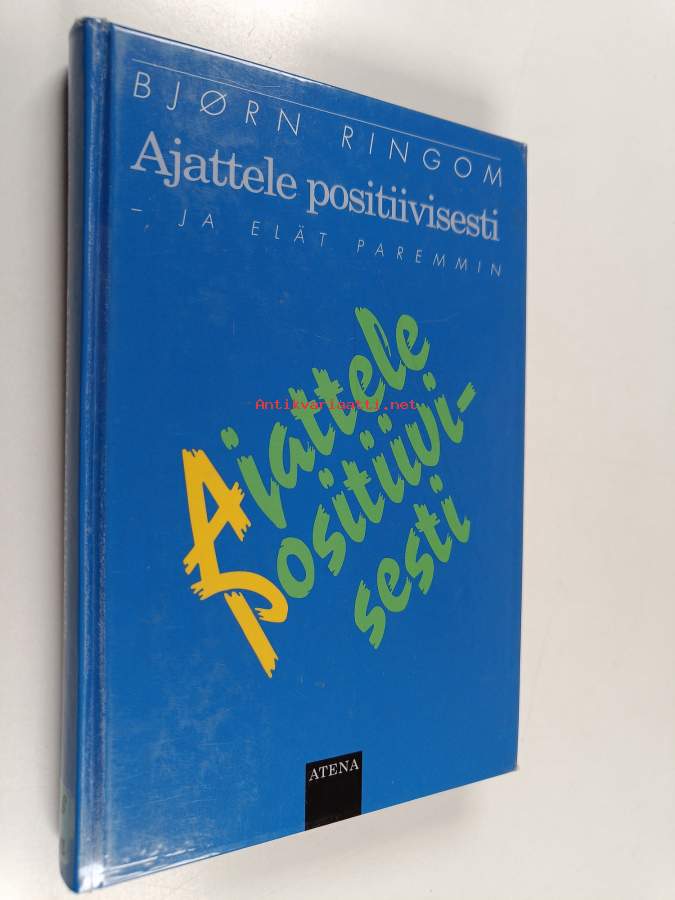 BJØRN RINGOM
Ajattele positiivisesti
– JA ELÄT PAREMMIN
Ajattele
positiivi-
sesti
Antikvariaatti.net
ATENA